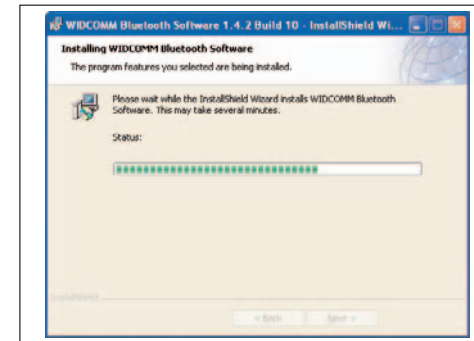 WIDCOMM Bluetooth Software 1.4.2 Build 10 - InstallShield Wi...
Installing WIDCOMM Bluetooth Software
The program features you selected are being installed.
Please wait while the InstallShield Wizard installs WIDCOMM Bluetooth
Software. This may take several minutes.
Status:
InstallShield
< Back
Next >